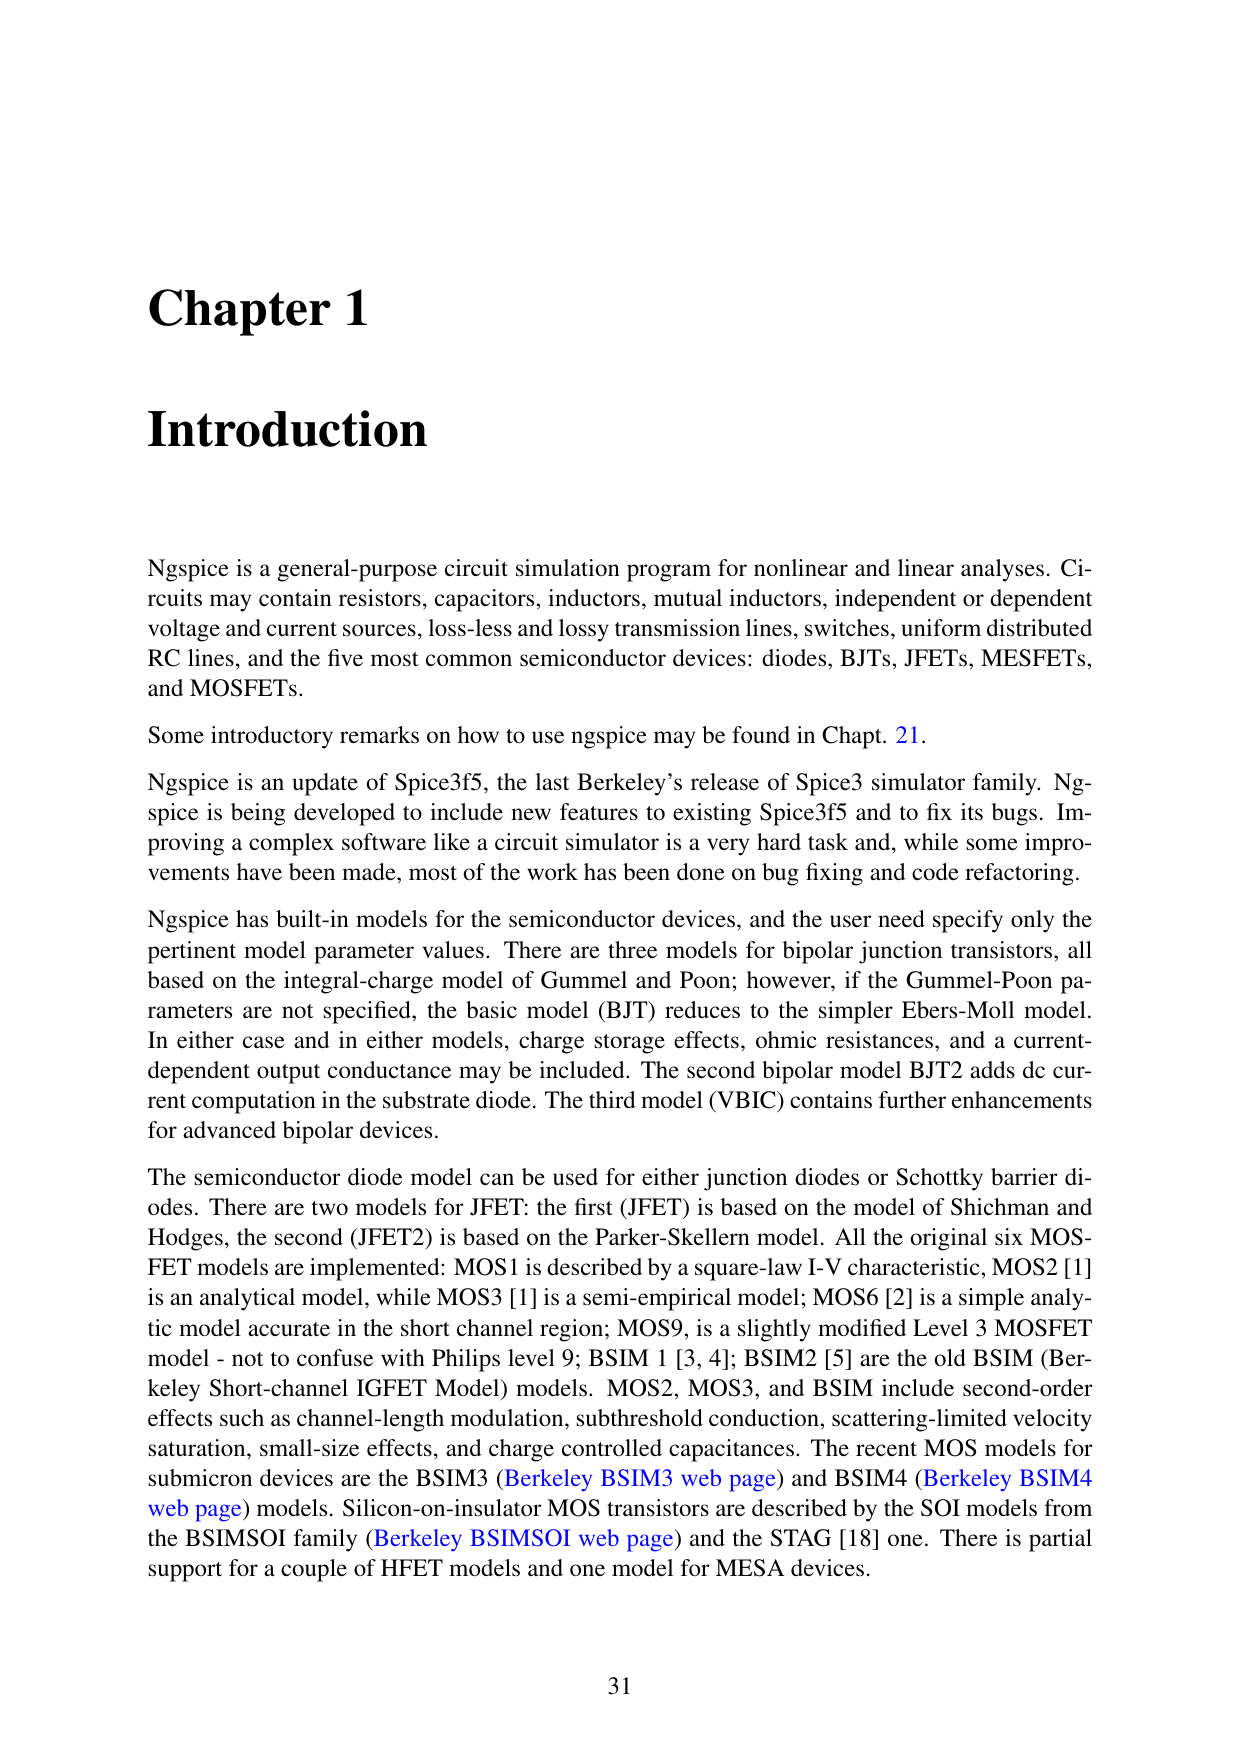 Chapter 1
Introduction
Ngspice is a general-purpose circuit simulation program for nonlinear and linear analyses. Ci-
rcuits may contain resistors, capacitors, inductors, mutual inductors, independent or dependent
voltage and current sources, loss-less and lossy transmission lines, switches, uniform distributed
RC lines, and the five most common semiconductor devices: diodes, BJTs, JFETs, MESFETs,
and MOSFETs.
Some introductory remarks on how to use ngspice may be found in Chapt. 21.
Ngspice is an update of Spice3f5, the last Berkeley's release of Spice3 simulator family. Ng-
spice is being developed to include new features to existing Spice3f5 and to fix its bugs. Im-
proving a complex software like a circuit simulator is a very hard task and, while some impro-
vements have been made, most of the work has been done on bug fixing and code refactoring.
Ngspice has built-in models for the semiconductor devices, and the user need specify only the
pertinent model parameter values. There are three models for bipolar junction transistors, all
based on the integral-charge model of Gummel and Poon; however, if the Gummel-Poon pa-
rameters are not specified, the basic model (BJT) reduces to the simpler Ebers-Moll model.
In either case and in either models, charge storage effects, ohmic resistances, and a current-
dependent output conductance may be included. The second bipolar model BJT2 adds dc cur-
rent computation in the substrate diode. The third model (VBIC) contains further enhancements
for advanced bipolar devices.
The semiconductor diode model can be used for either junction diodes or Schottky barrier di-
odes. There are two models for JFET: the first (JFET) is based on the model of Shichman and
Hodges, the second (JFET2) is based on the Parker-Skellern model. All the original six MOS-
FET models are implemented: MOS1 is described by a square-law I-V characteristic, MOS2 [1]
is an analytical model, while MOS3 [1] is a semi-empirical model; MOS6 [2] is a simple analy-
tic model accurate in the short channel region; MOS9, is a slightly modified Level 3 MOSFET
model - not to confuse with Philips level 9; BSIM 1 [3, 4]; BSIM2 [5] are the old BSIM (Ber-
keley Short-channel IGFET Model) models. MOS2, MOS3, and BSIM include second-order
effects such as channel-length modulation, subthreshold conduction, scattering-limited velocity
saturation, small-size effects, and charge controlled capacitances. The recent MOS models for
submicron devices are the BSIM3 (Berkeley BSIM3 web page) and BSIM4 (Berkeley BSIM4
web page) models. Silicon-on-insulator MOS transistors are described by the SOI models from
the BSIMSOI family (Berkeley BSIMSOI web page) and the STAG [18] one. There is partial
support for a couple of HFET models and one model for MESA devices.
31